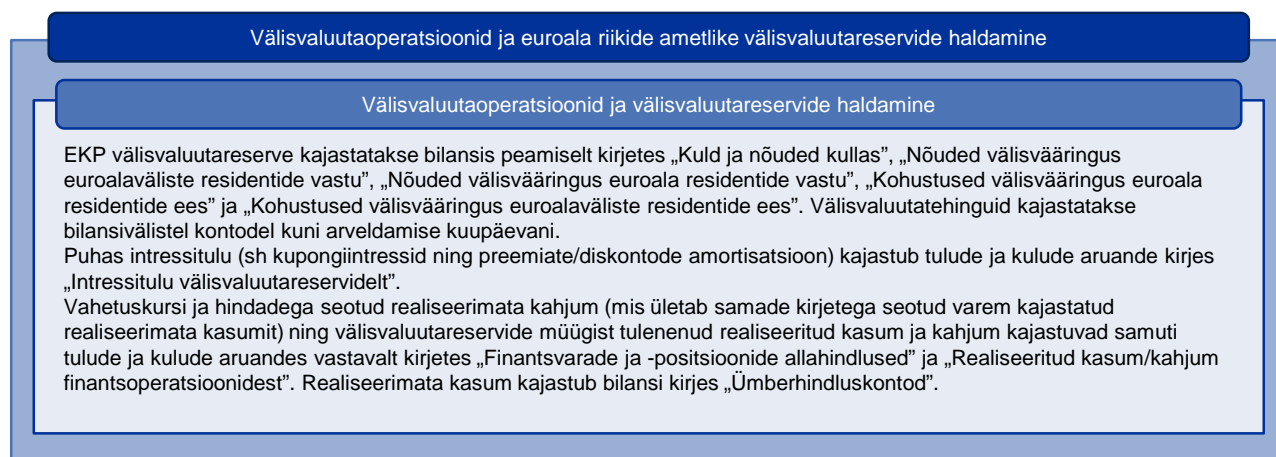 Välisvaluutaoperatsioonid ja euroala riikide ametlike välisvaluutareservide haldamine
Välisvaluutaoperatsioonid ja välisvaluutareservide haldamine
EKP välisvaluutareserve kajastatakse bilansis peamiselt kirjetes „Kuld ja nõuded kullas”, „Nõuded välisvääringus
euroalaväliste residentide vastu”, „Nõuded välisvääringus euroala residentide vastu”, „Kohustused välisvääringus euroala
residentide ees” ja „Kohustused välisvääringus euroalaväliste residentide ees”. Välisvaluutatehinguid kajastatakse
bilansivälistel kontodel kuni arveldamise kuupäevani.
Puhas intressitulu (sh kupongiintressid ning preemiate/diskontode amortisatsioon) kajastub tulude ja kulude aruande kirjes
„Intressitulu välisvaluutareservidelt”.
Vahetuskursi ja hindadega seotud realiseerimata kahjum (mis ületab samade kirjetega seotud varem kajastatud
realiseerimata kasumit) ning välisvaluutareservide müügist tulenenud realiseeritud kasum ja kahjum kajastuvad samuti
tulude ja kulude aruandes vastavalt kirjetes „Finantsvarade ja -positsioonide allahindlused” ja „Realiseeritud kasum/kahjum
finantsoperatsioonidest”. Realiseerimata kasum kajastub bilansi kirjes „Ümberhindluskontod”.